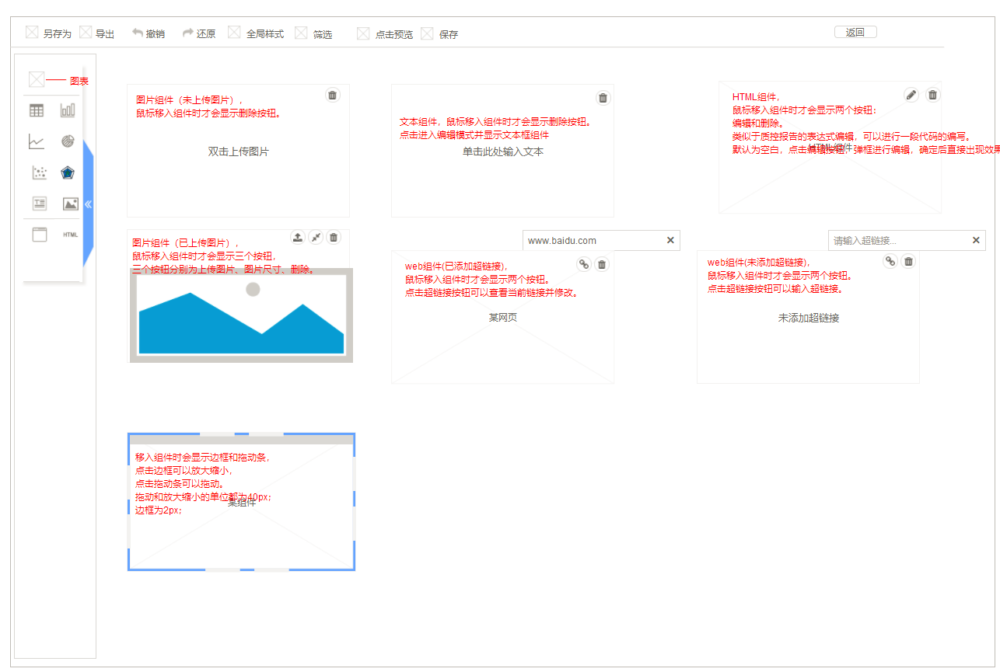 另存为 导出 撤销 还原 全局样式 筛选 点击预览 保存 返回
图表
HTML
图片组件（未上传图片），
鼠标移入组件时才会显示删除按钮。
双击上传图片
文本组件，鼠标移入组件时才会显示删除按钮。
点击进入编辑模式并显示文本框组件
单击此处输入文本
HTML组件，
鼠标移入组件时才会显示两个按钮：
编辑和删除。
类似于质控报告的表达式编辑，可以进行一段代码的编写。
HTML组件
默认为空白，点击编辑按钮，弹框进行编辑，确定后直接出现效果
图片组件（已上传图片），
鼠标移入组件时才会显示三个按钮，
三个按钮分别为上传图片、图片尺寸、删除。
www.baidu.com
web组件(已添加超链接)，
鼠标移入组件时才会显示两个按钮。
点击超链接按钮可以查看当前链接并修改。
某网页
请输入超链接...
web组件(未添加超链接)，
鼠标移入组件时才会显示两个按钮。
点击超链接按钮可以输入超链接。
未添加超链接
移入组件时会显示边框和拖动条，
点击边框可以放大缩小，
点击拖动条可以拖动。
拖动和放大缩小的单位都为40px；
某组件
边框为2px；